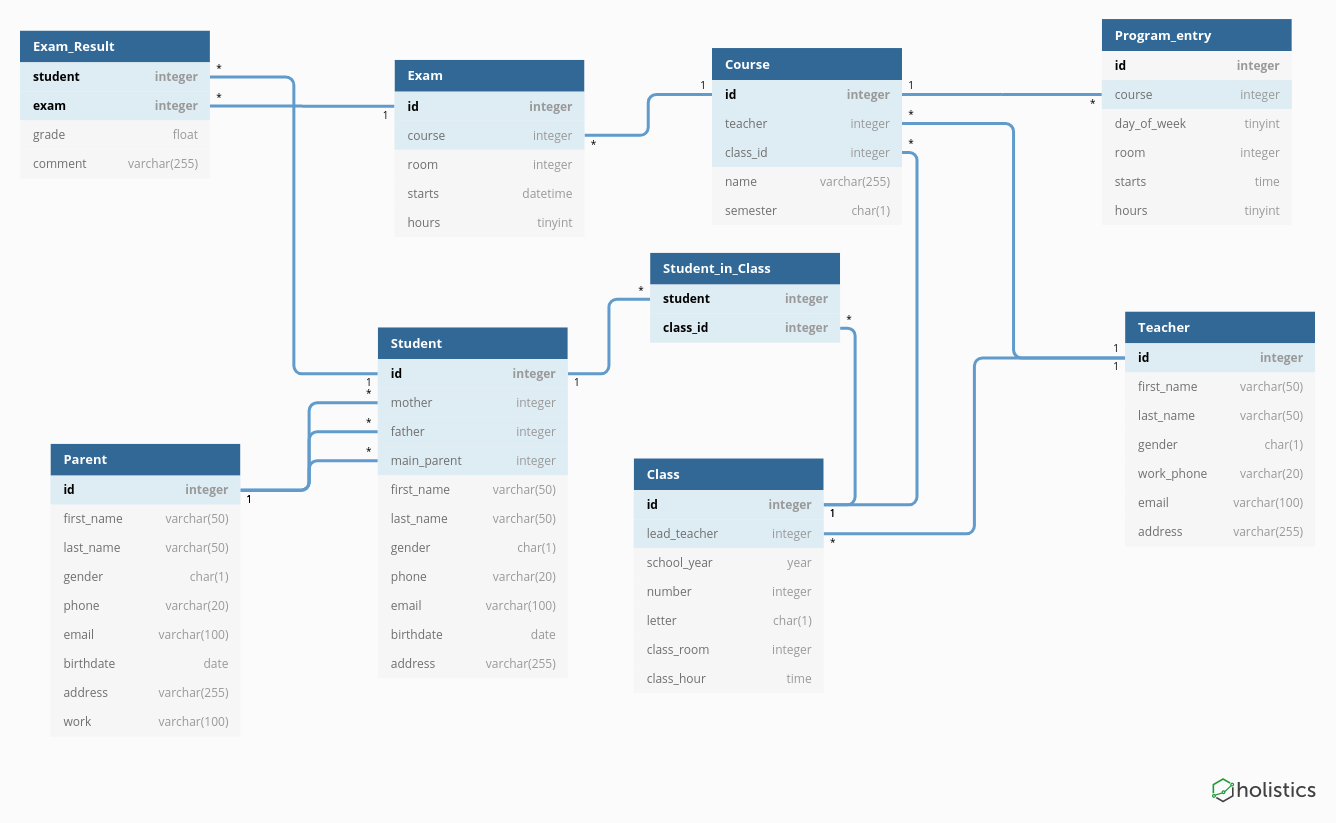 Exam_Result
student integer
exam integer
grade float
comment varchar(255)
*
*
Exam
id integer
course integer
room integer
starts datetime
hours tinyint
1
*
Course
id integer
teacher integer
class_id integer
name varchar(255)
semester char(1)
1
1
*
*
Program_entry
id integer
course integer
day_of_week tinyint
room integer
starts time
hours tinyint
*
Student_in_Class
student integer
class_id integer
*
*
Student
id integer
mother integer
father integer
main_parent integer
first_name varchar(50)
last_name varchar(50)
gender char(1)
phone varchar(20)
email varchar(100)
birthdate date
address varchar(255)
1
*
*
*
1
Teacher
id integer
first_name varchar(50)
last_name varchar(50)
gender char(1)
work_phone varchar(20)
email varchar(100)
address varchar(255)
1
1
Parent
id integer
first_name varchar(50)
last_name varchar(50)
gender char(1)
phone varchar(20)
email varchar(100)
birthdate date
address varchar(255)
work varchar(100)
1
Class
id integer
lead_teacher integer
school_year year
number integer
letter char(1)
class_room integer
class_hour time
1
*
holistics